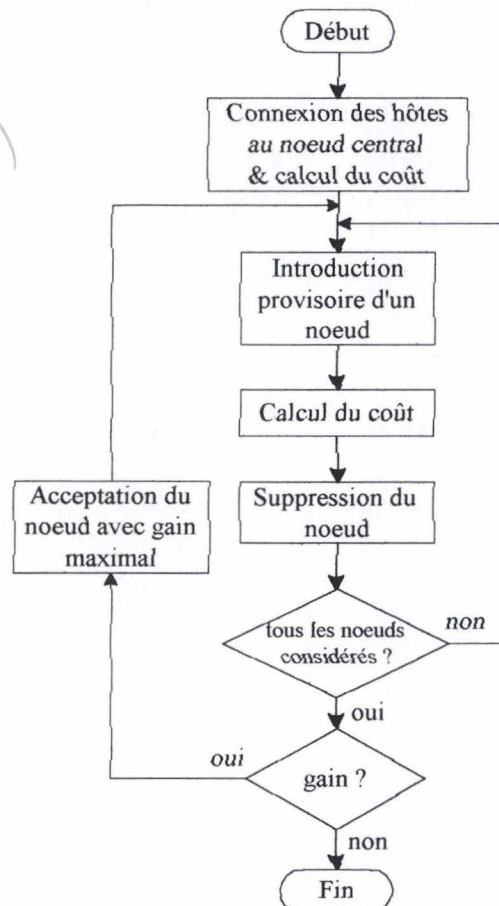 Début
Connexion des hôtes
au noeud central
& calcul du coût
Introduction
provisoire d'un
noeud
Calcul du coût
Suppression du
noeud
Acceptation du
noeud avec gain
maximal
tous les noeuds
considérés ?
non
oui
oui
gain ?
non
Fin